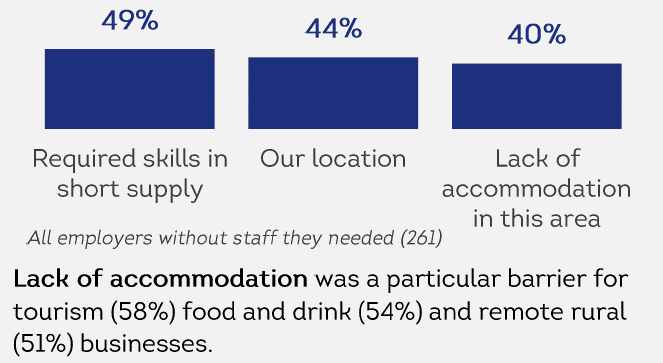 49%
44%
40%
Required skills in
short supply
Our location
Lack of
accommodation
in this area
All employers without staff they needed (261)
Lack of accommodation was a particular barrier for
tourism (58%) food and drink (54%) and remote rural
(51%) businesses.